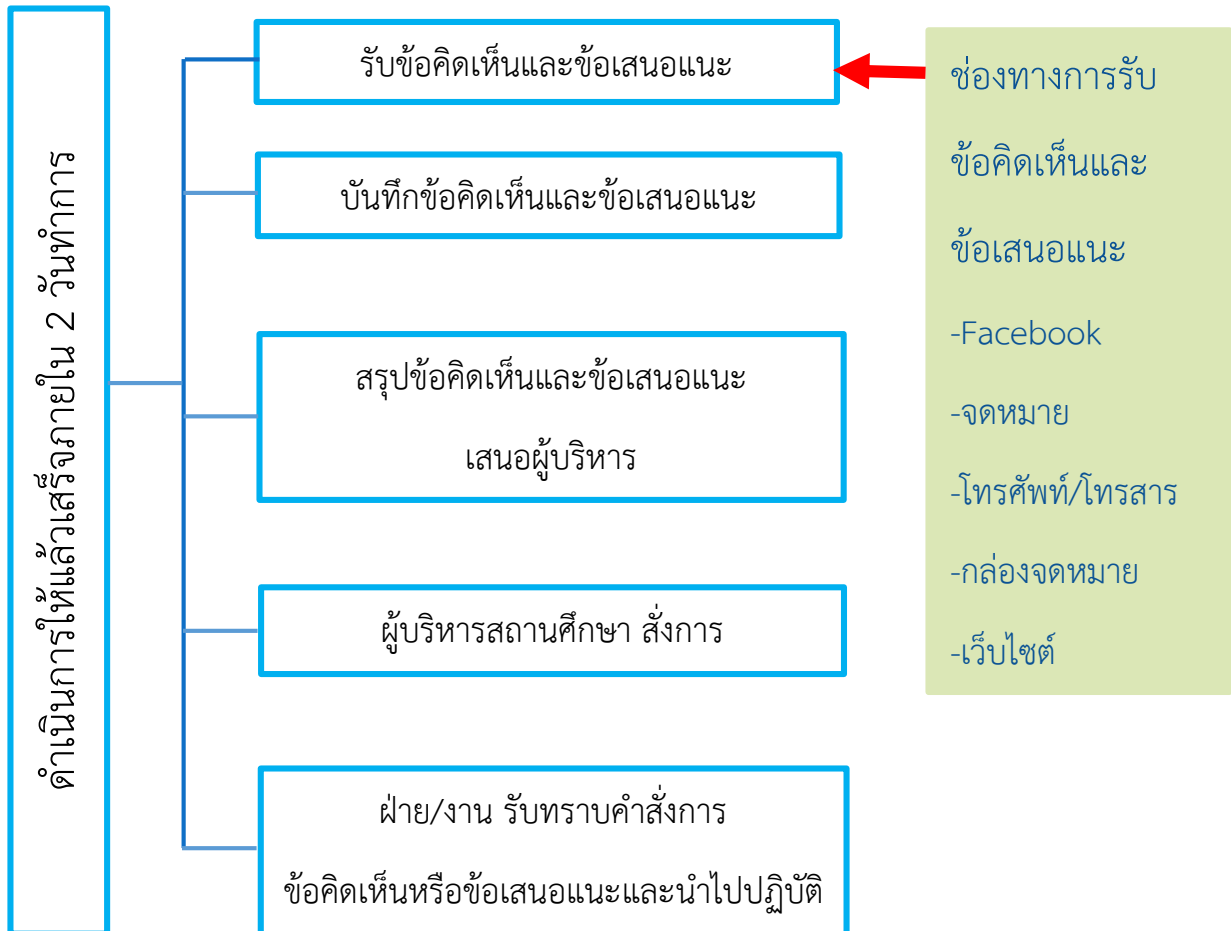 ดำเนินการให้แล้วเสร็จภายใน 2 วันทำการ
รับข้อคิดเห็นและข้อเสนอแนะ
บันทึกข้อคิดเห็นและข้อเสนอแนะ
สรุปข้อคิดเห็นและข้อเสนอแนะ
เสนอผู้บริหาร
ผู้บริหารสถานศึกษา สั่งการ
ฝ่าย/งาน รับทราบคำสั่งการ
ข้อคิดเห็นหรือข้อเสนอแนะและนำไปปฏิบัติ
ช่องทางการรับ
ข้อคิดเห็นและ
ข้อเสนอแนะ
-Facebook
-จดหมาย
-โทรศัพท์/โทรสาร
-กล่องจดหมาย
-เว็บไซต์